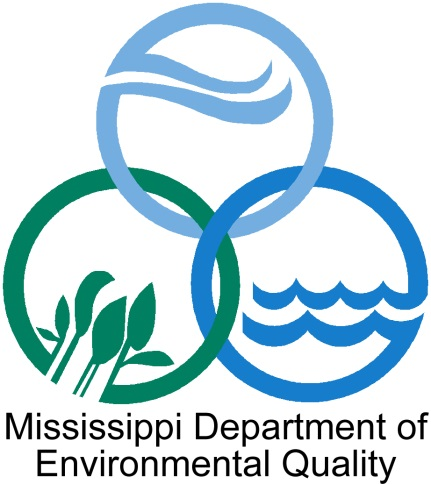 Mississippi Department of
Environmental Quality